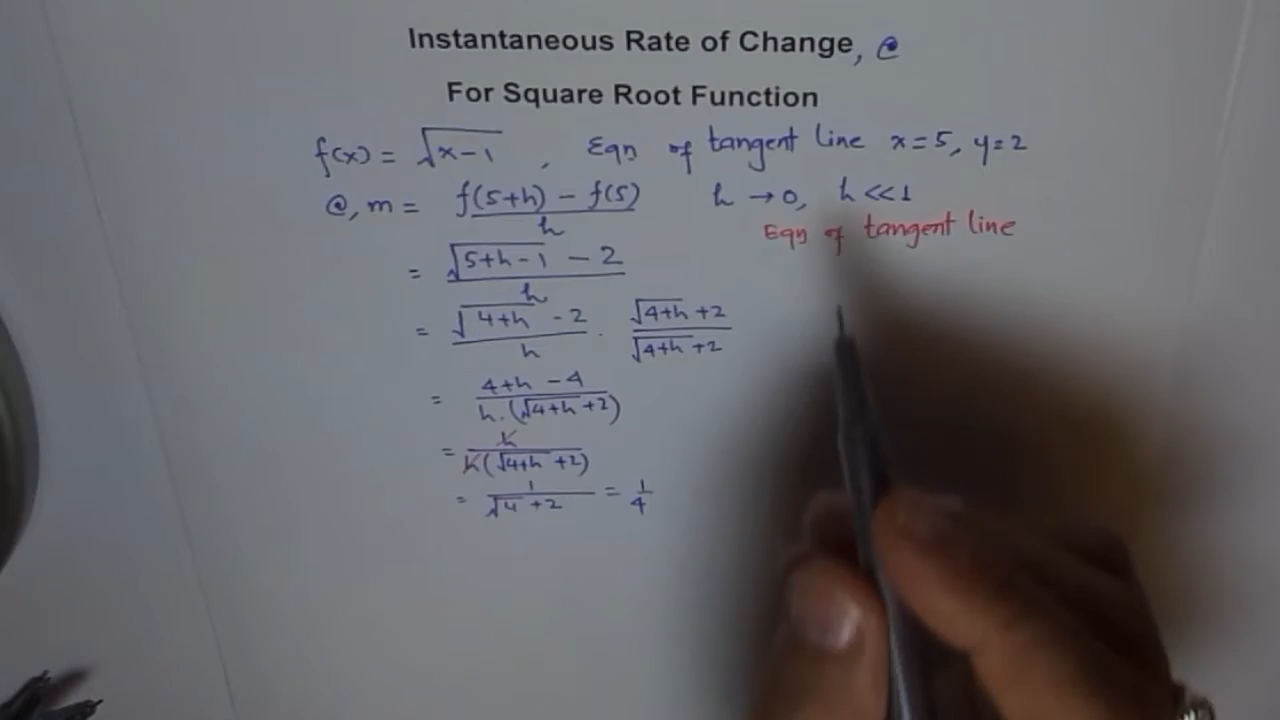 Instantaneous Rate of Change, @
For Square Root Function
f(x) = √(x-1) , Eqn of tangent line x=5, y=2
@, m = (f(5+h) - f(5))/h h → 0, h << 1
Eqn of tangent line
= (√(5+h-1) - 2)/h
= (√(4+h) - 2)/h · (√(4+h) + 2)/(√(4+h) + 2)
= (4+h-4)/(h.(√(4+h) + 2))
= h/(h(√(4+h) + 2))
= 1/(√4 + 2) = 1/4